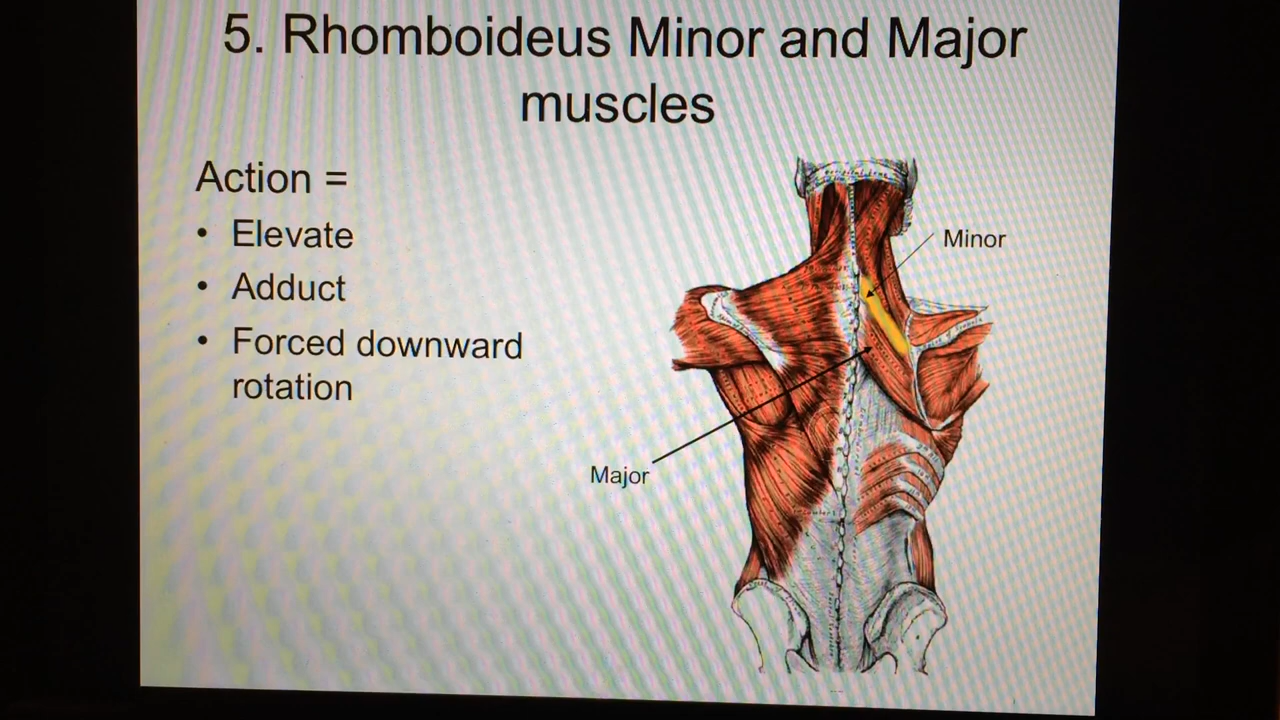 5. Rhomboideus Minor and Major
muscles
Action =
• Elevate
• Adduct
• Forced downward
rotation
Minor
Major